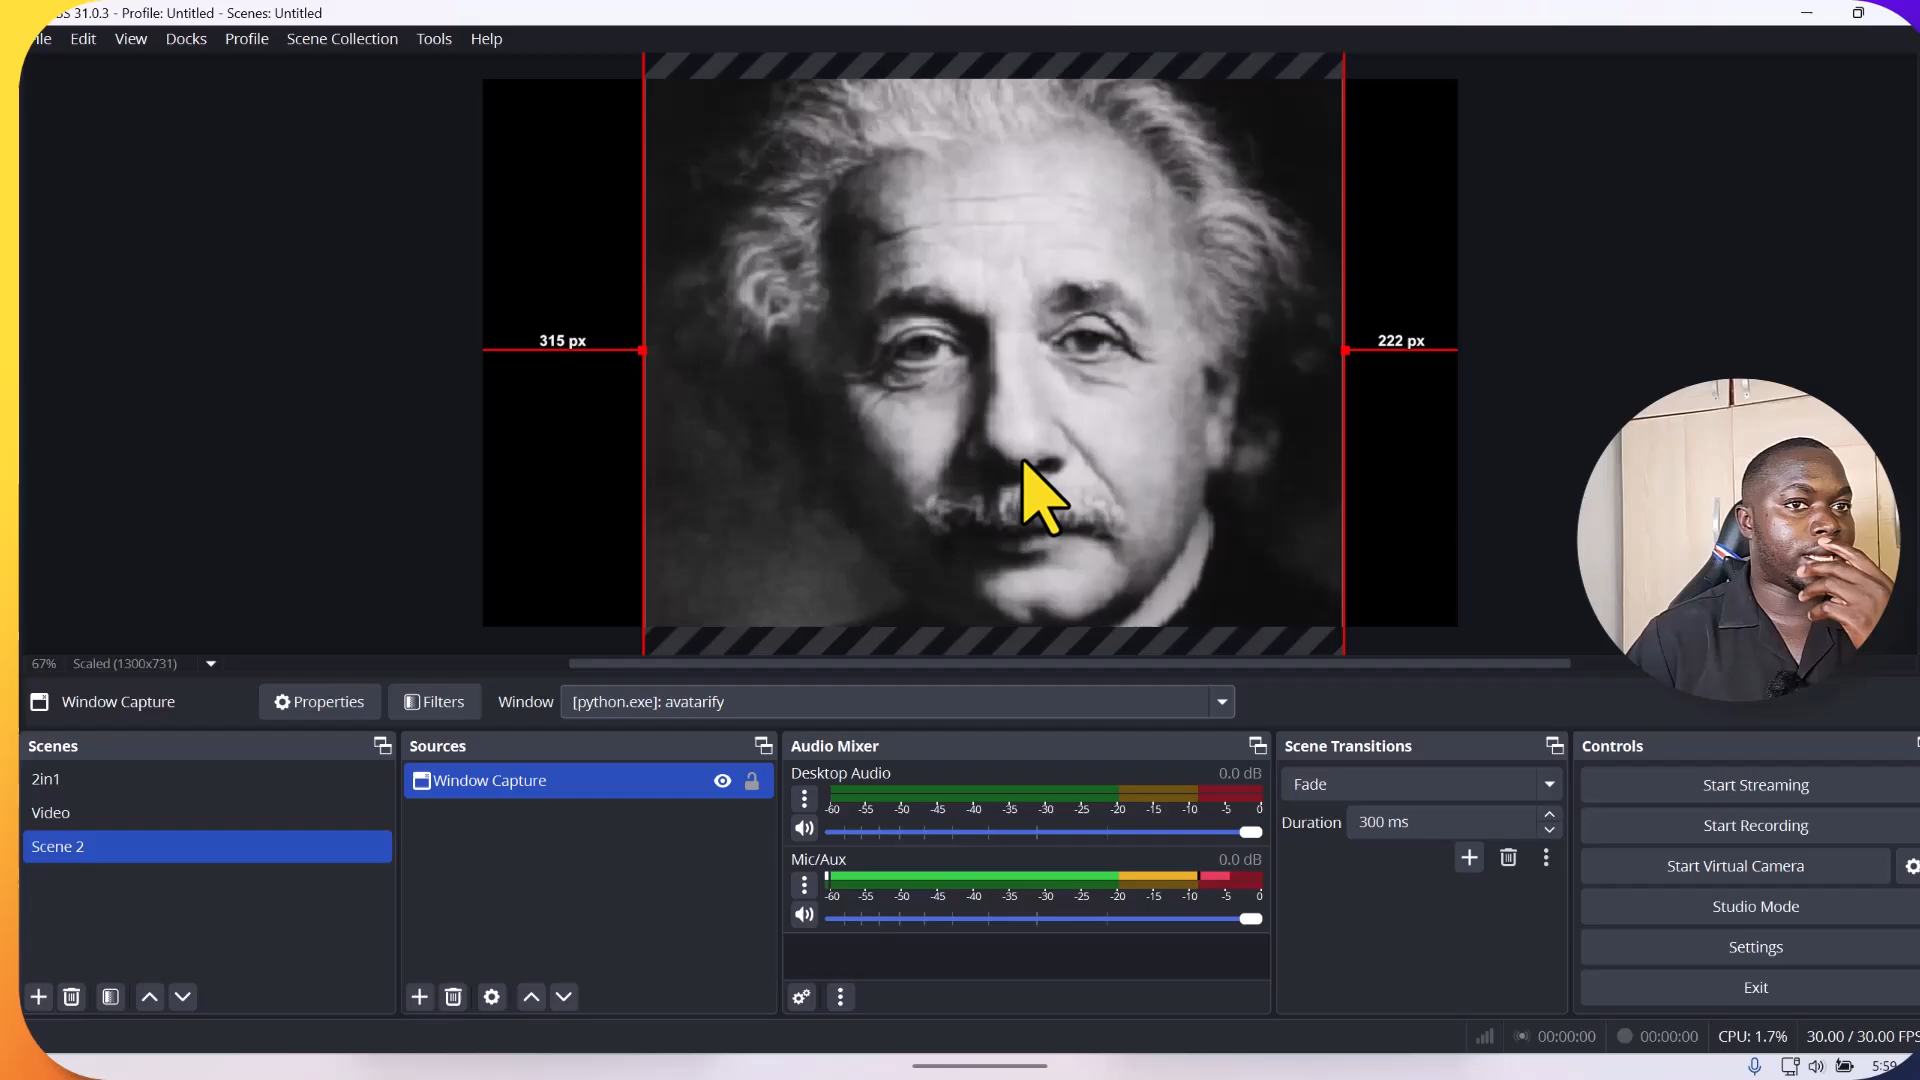 BS 31.0.3 - Profile: Untitled - Scenes: Untitled
ile Edit View Docks Profile Scene Collection Tools Help
315 px
222 px
67% Scaled (1300x731)
Window Capture Properties Filters Window [python.exe]: avatarify
Scenes
2in1
Video
Scene 2
Sources
Window Capture
Audio Mixer
Desktop Audio 0.0 dB
-60 -55 -50 -45 -40 -35 -30 -25 -20 -15 -10 -5 0
Mic/Aux 0.0 dB
-60 -55 -50 -45 -40 -35 -30 -25 -20 -15 -10 -5 0
Scene Transitions
Fade
Duration 300 ms
Controls
Start Streaming
Start Recording
Start Virtual Camera
Studio Mode
Settings
Exit
00:00:00 00:00:00 CPU: 1.7% 30.00 / 30.00 FPS
5:59